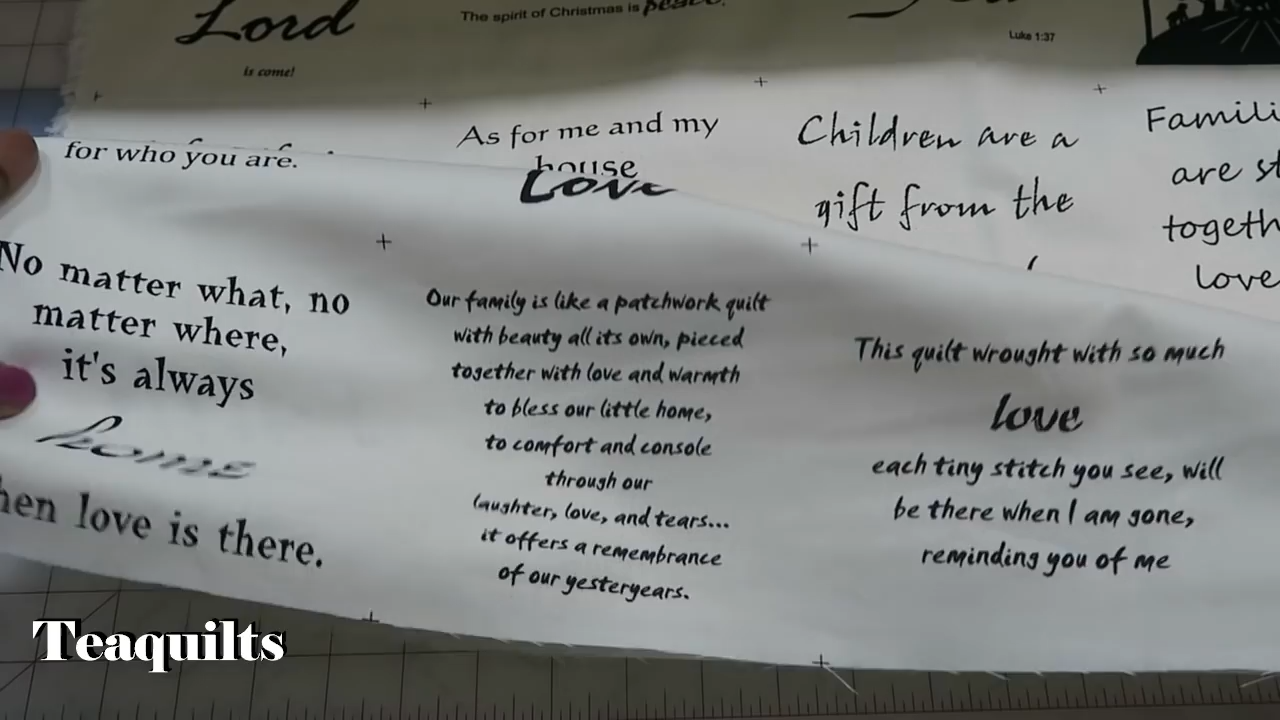 Lord
is come!
The spirit of Christmas is peace.
Luke 1:37
As for me and my
house
Children are a
gift from the
Famili
are st
togeth
love
for who you are.
Love
No matter what, no
matter where,
it's always
home
hen love is there.
Our family is like a patchwork quilt
with beauty all its own, pieced
together with love and warmth
to bless our little home,
to comfort and console
through our
laughter, love, and tears...
it offers a remembrance
of our yesteryears.
This quilt wrought with so much
love
each tiny stitch you see, will
be there when I am gone,
reminding you of me
Teaquilts